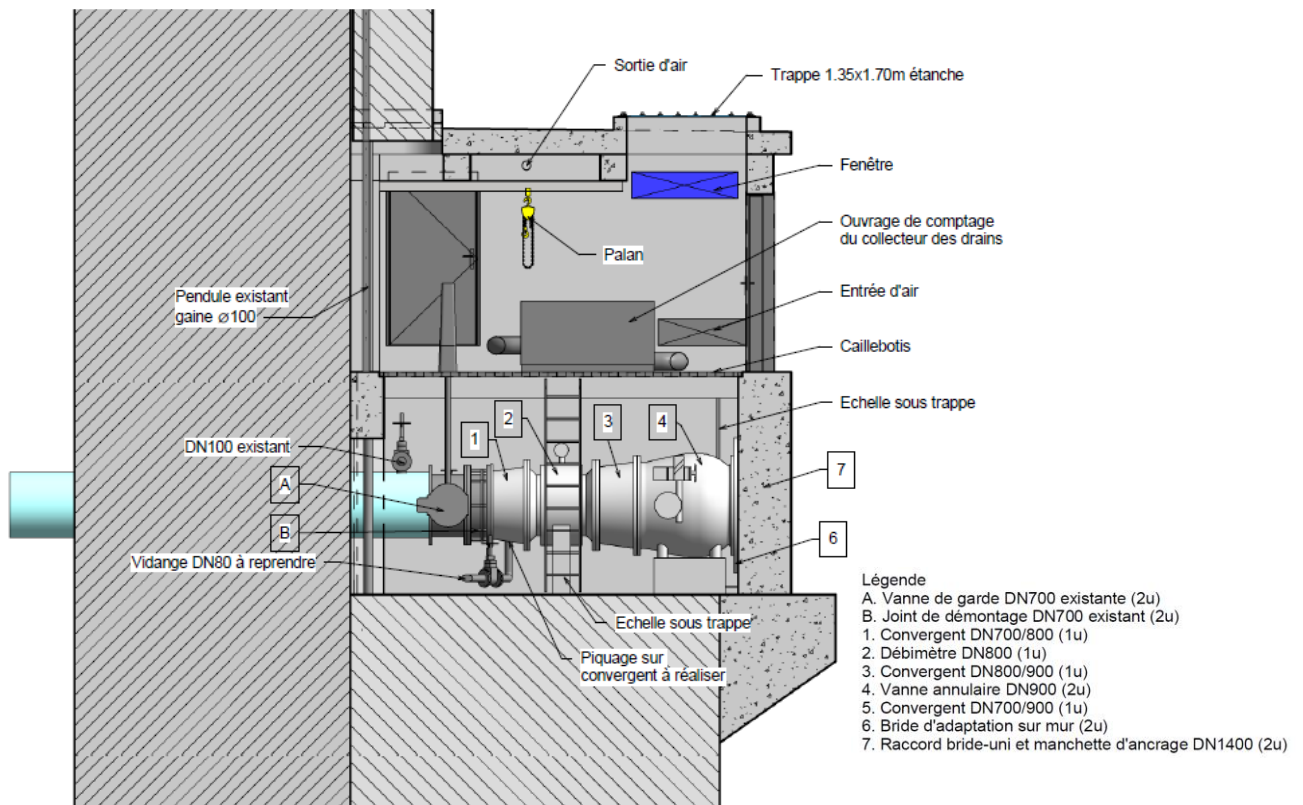 Sortie d'air
Trappe 1.35x1.70m étanche
Fenêtre
Ouvrage de comptage
du collecteur des drains
Palan
Entrée d'air
Pendule existant
gaine ⌀100
Caillebotis
Echelle sous trappe
1
2
3
4
DN100 existant
7
A
B
6
Vidange DN80 à reprendre
Echelle sous trappe
Piquage sur
convergent à réaliser
Légende
A. Vanne de garde DN700 existante (2u)
B. Joint de démontage DN700 existant (2u)
1. Convergent DN700/800 (1u)
2. Débimètre DN800 (1u)
3. Convergent DN800/900 (1u)
4. Vanne annulaire DN900 (2u)
5. Convergent DN700/900 (1u)
6. Bride d'adaptation sur mur (2u)
7. Raccord bride-uni et manchette d'ancrage DN1400 (2u)